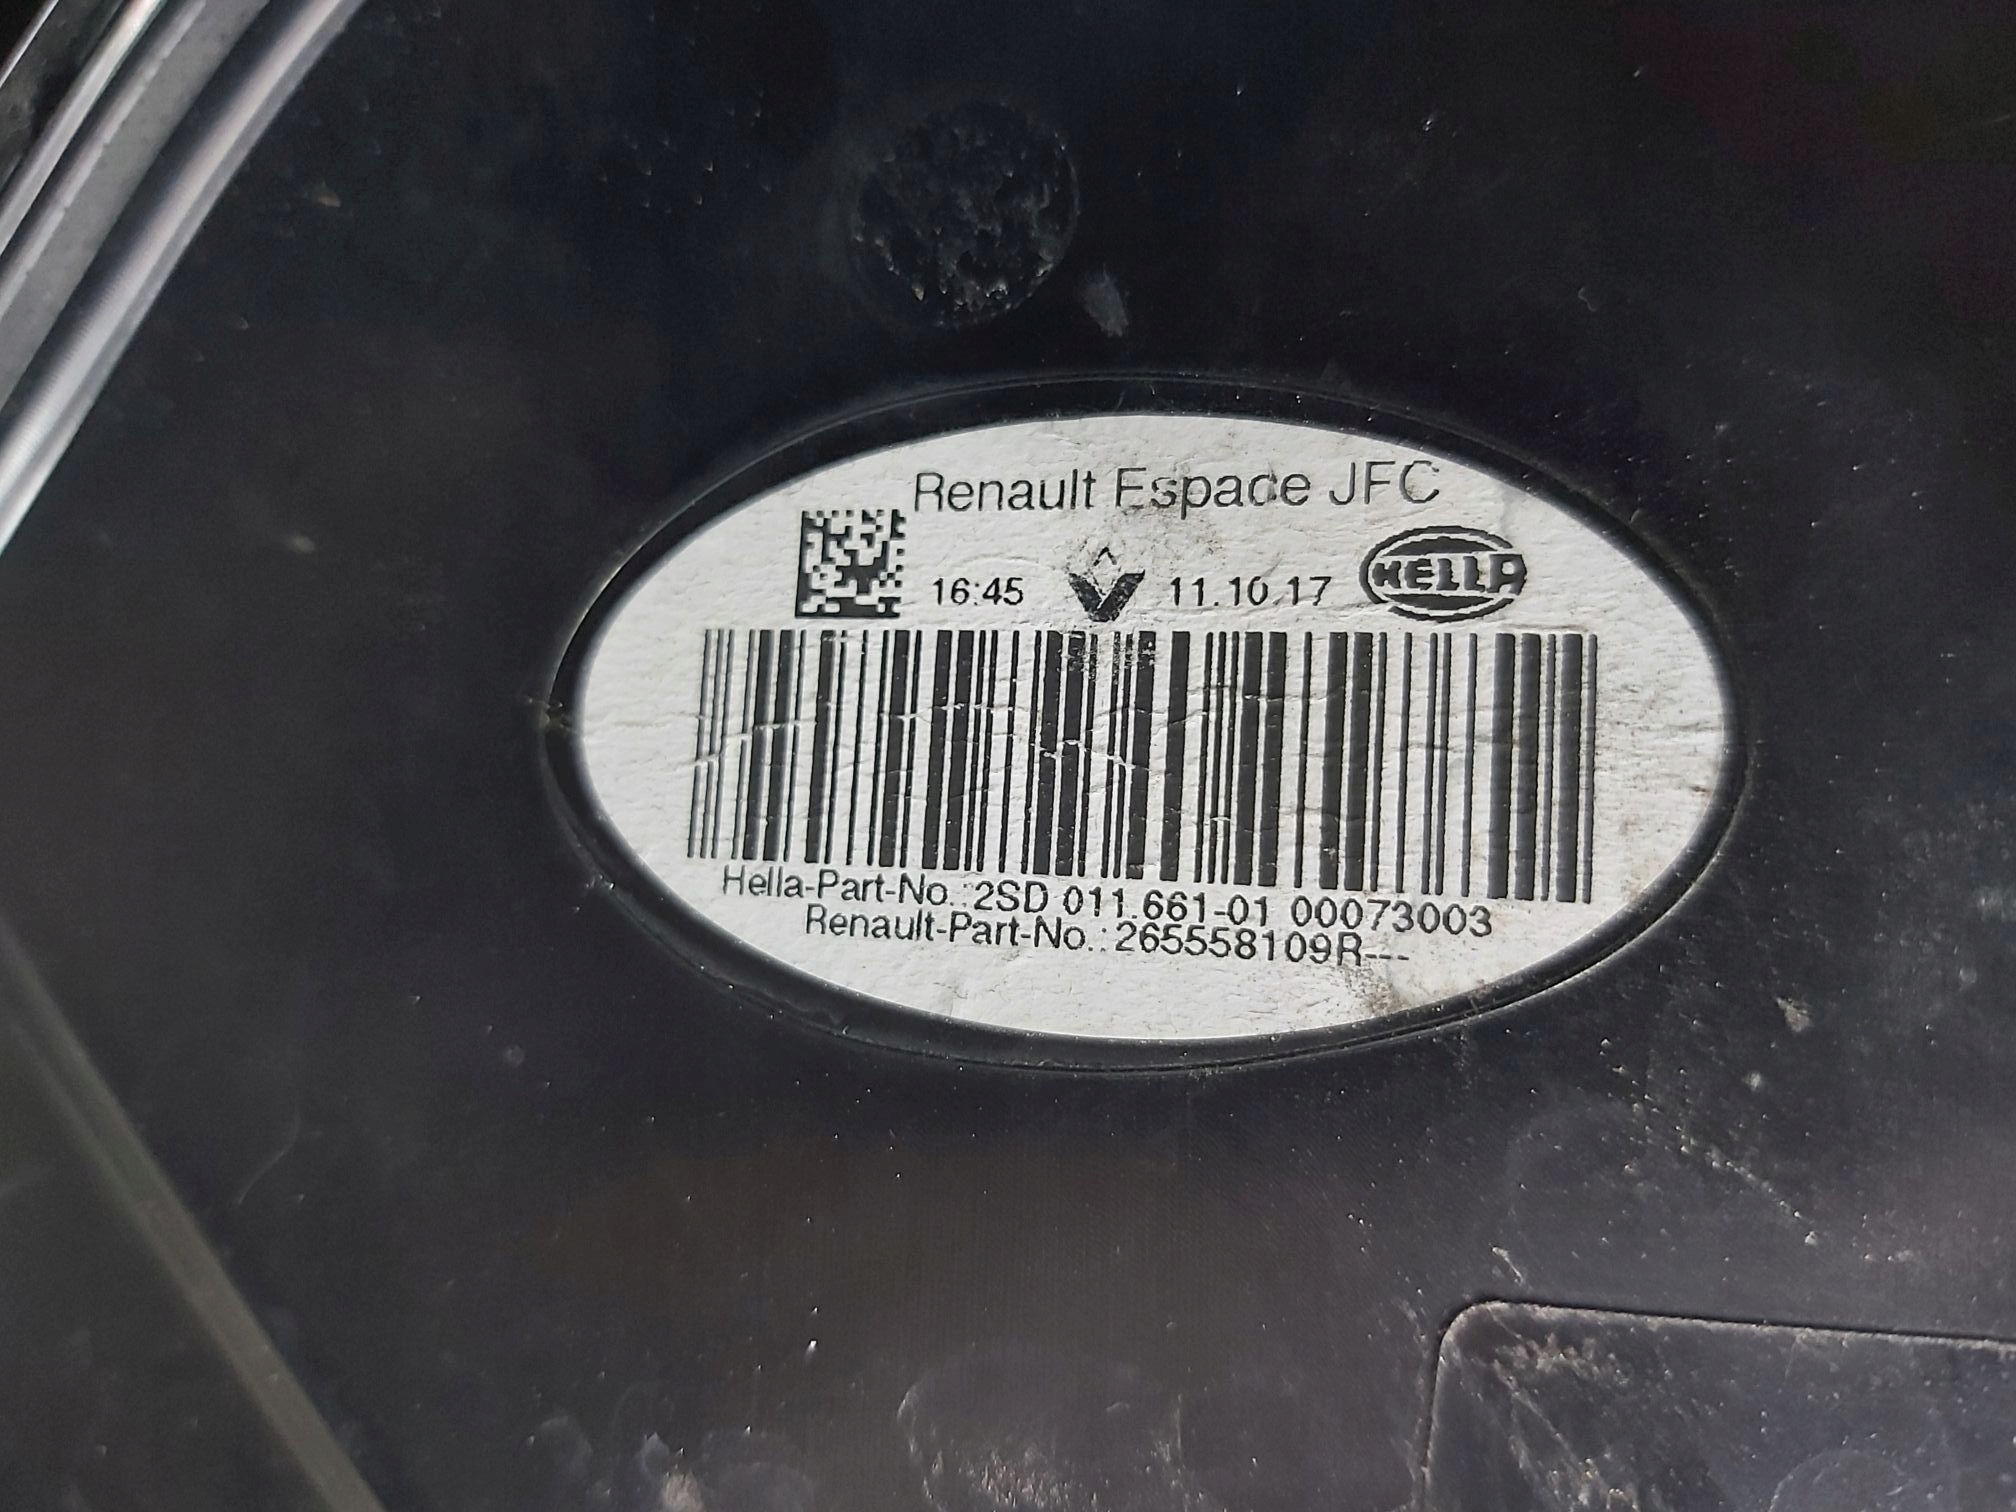 Renault Espace JFC
16:45 11.10.17 HELLA
Hella-Part-No.:2SD 011.661-01 00073003
Renault-Part-No.:265558109R---